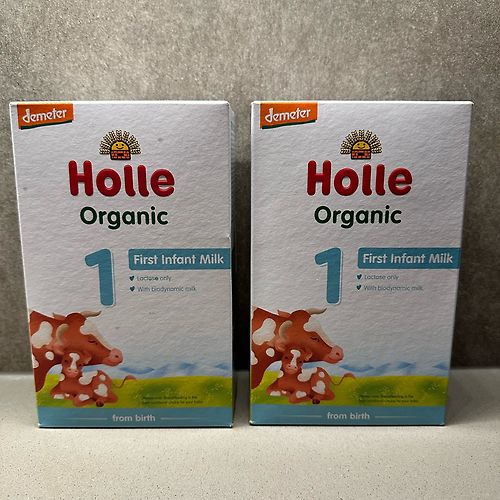 demeter
Holle
Organic
1
First Infant Milk
Lactose only
With biodynamic milk
from birth
demeter
Holle
Organic
1
First Infant Milk
Lactose only
With biodynamic milk
from birth